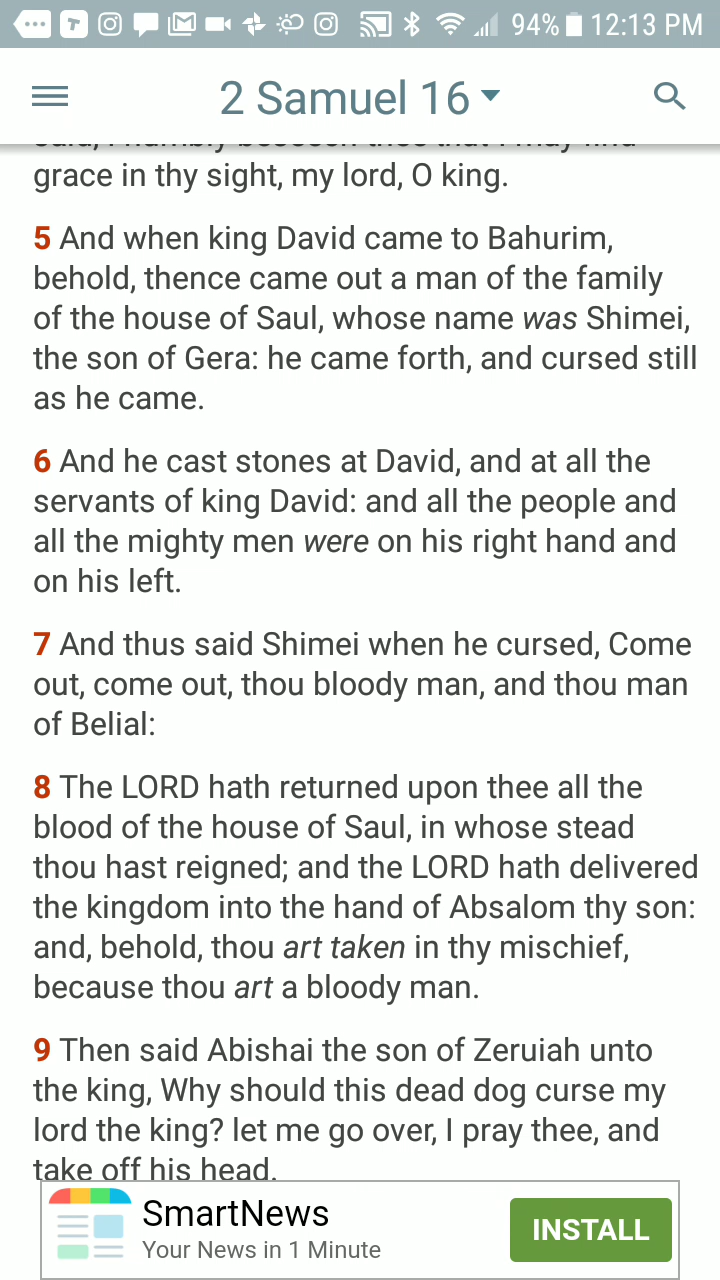 94% 12:13 PM
2 Samuel 16
said, I humbly beseech thee that I may find
grace in thy sight, my lord, O king.
5 And when king David came to Bahurim,
behold, thence came out a man of the family
of the house of Saul, whose name was Shimei,
the son of Gera: he came forth, and cursed still
as he came.
6 And he cast stones at David, and at all the
servants of king David: and all the people and
all the mighty men were on his right hand and
on his left.
7 And thus said Shimei when he cursed, Come
out, come out, thou bloody man, and thou man
of Belial:
8 The LORD hath returned upon thee all the
blood of the house of Saul, in whose stead
thou hast reigned; and the LORD hath delivered
the kingdom into the hand of Absalom thy son:
and, behold, thou art taken in thy mischief,
because thou art a bloody man.
9 Then said Abishai the son of Zeruiah unto
the king, Why should this dead dog curse my
lord the king? let me go over, I pray thee, and
take off his head.
SmartNews
Your News in 1 Minute
INSTALL